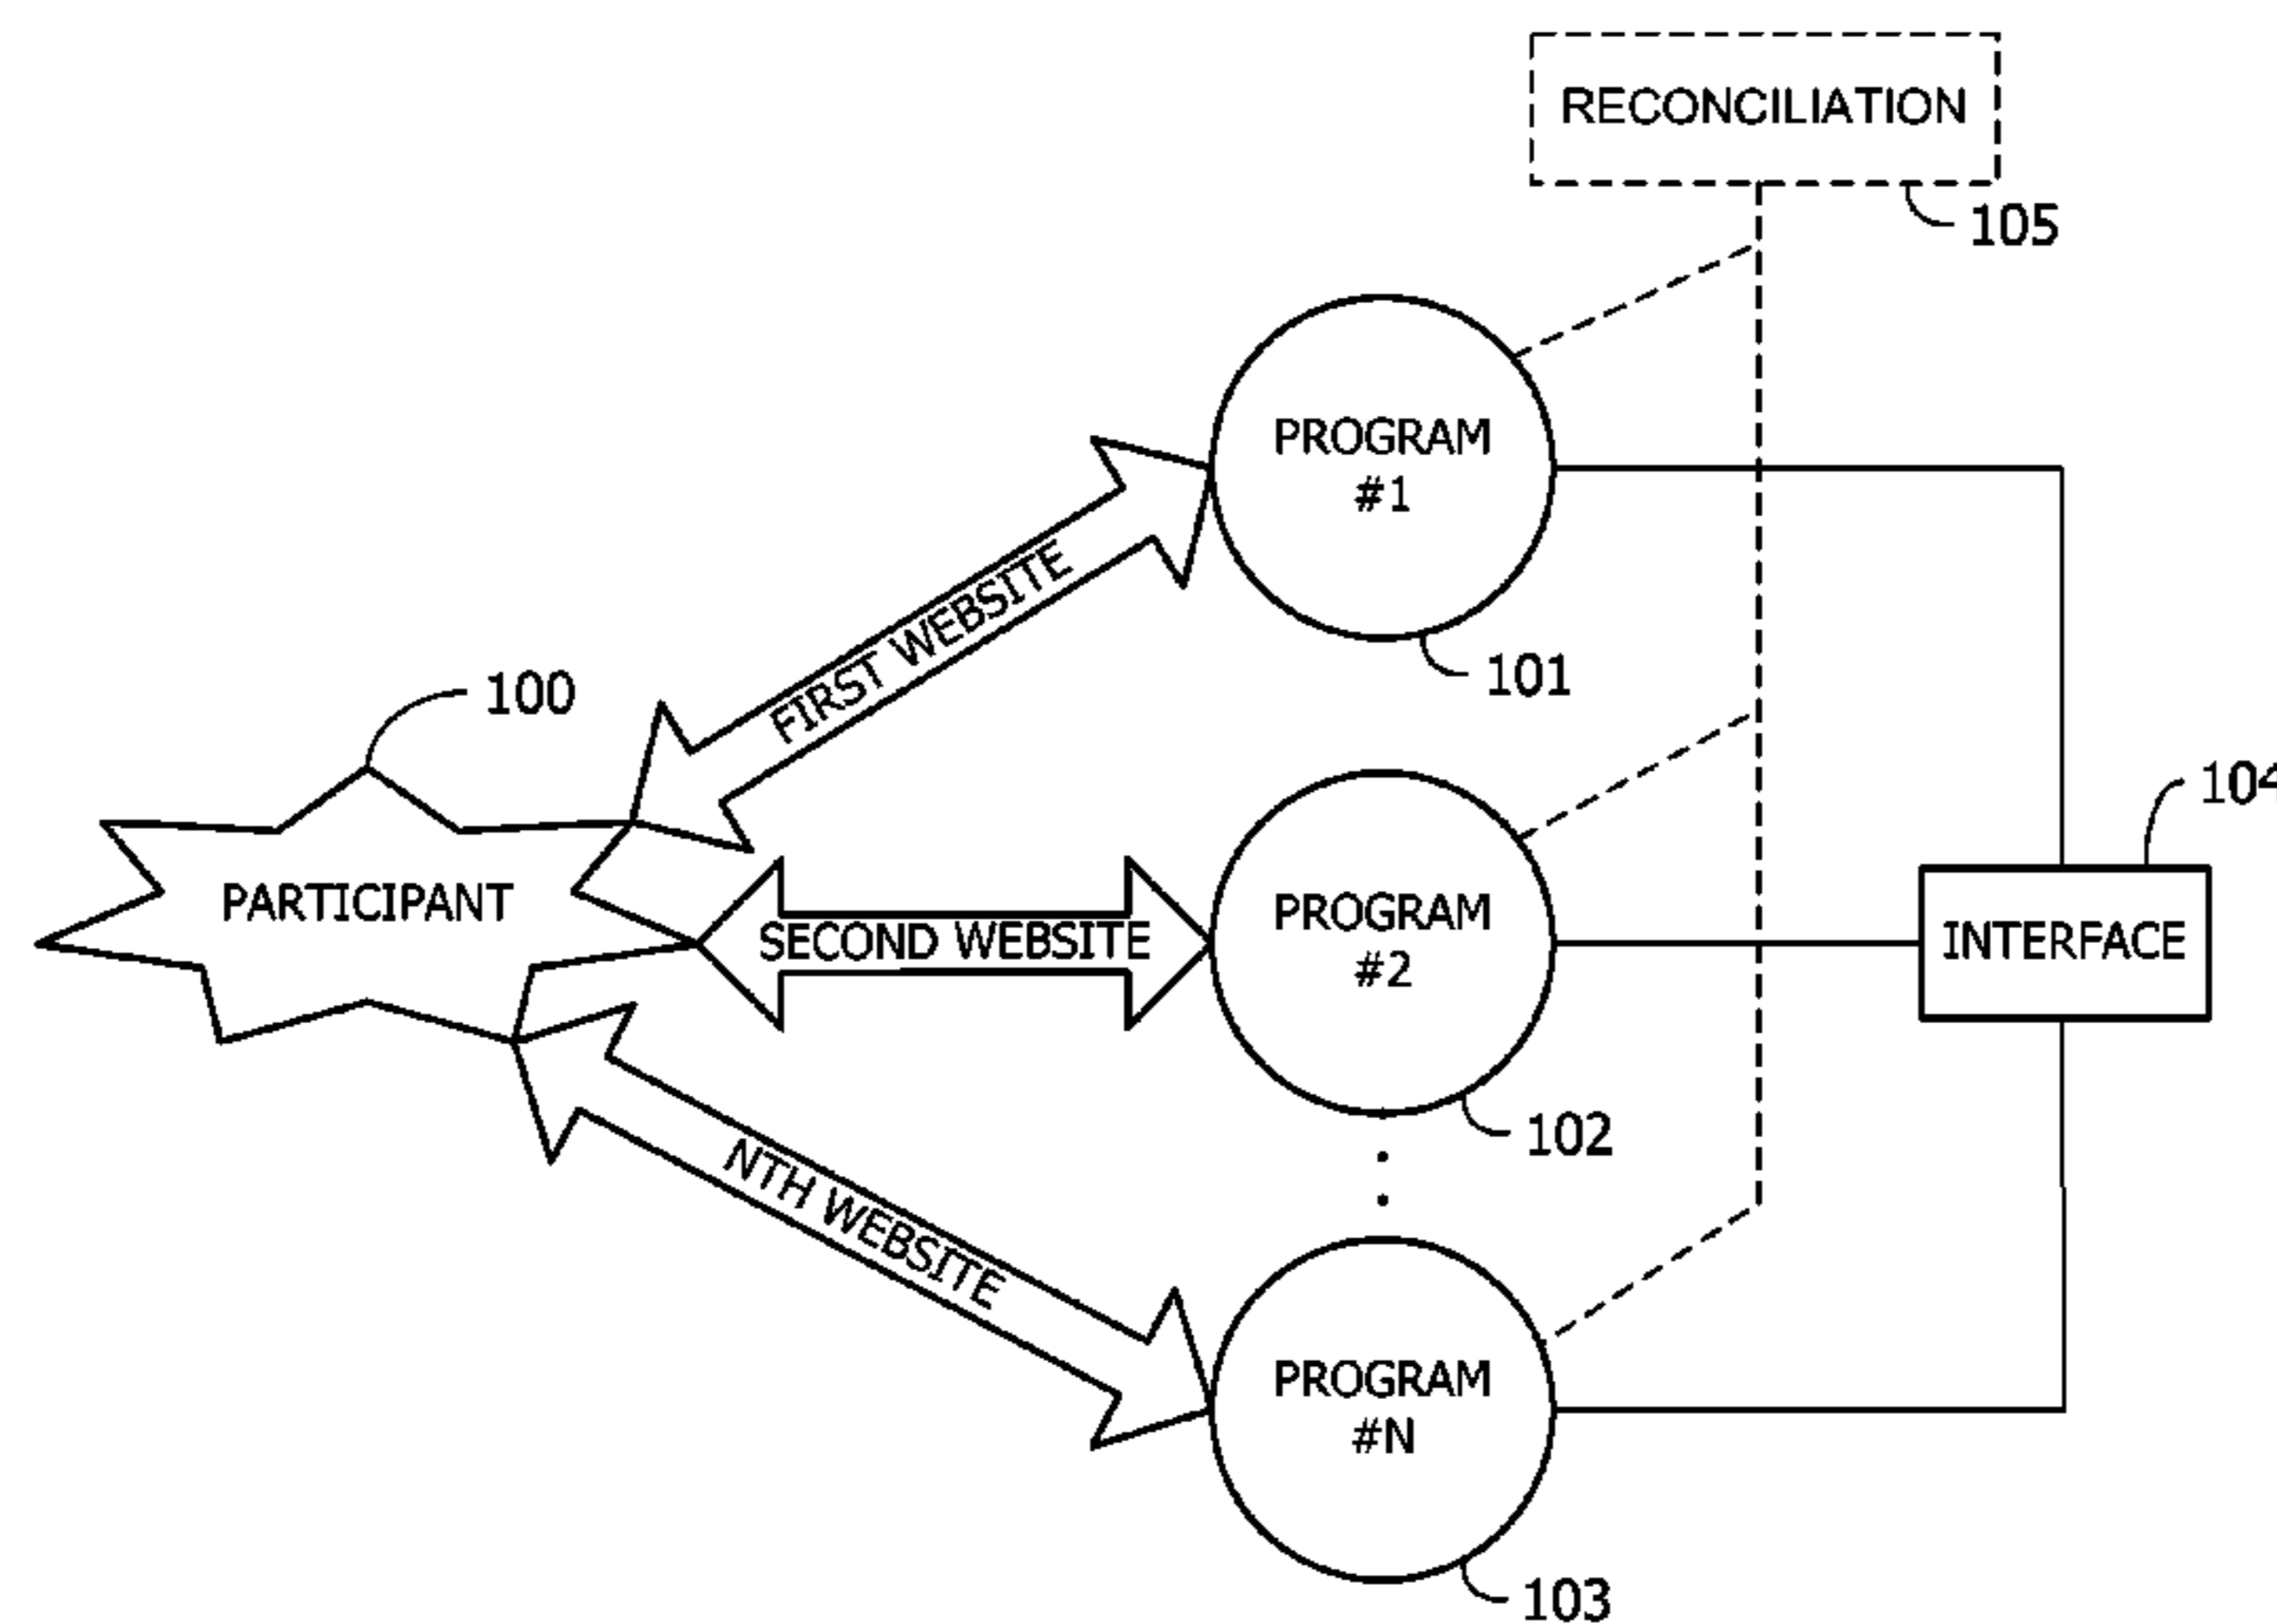 RECONCILIATION
105
PROGRAM
#1
FIRST WEBSITE
101
100
104
PARTICIPANT
SECOND WEBSITE
PROGRAM
#2
INTERFACE
102
NTH WEBSITE
PROGRAM
#N
103